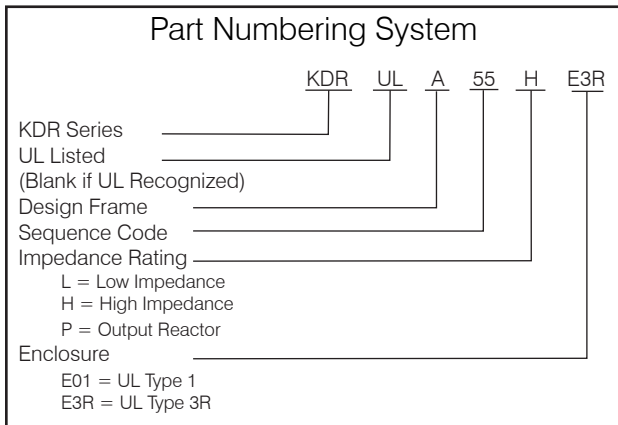 Part Numbering System
KDR UL A 55 H E3R
KDR Series
UL Listed
(Blank if UL Recognized)
Design Frame
Sequence Code
Impedance Rating
L = Low Impedance
H = High Impedance
P = Output Reactor
Enclosure
E01 = UL Type 1
E3R = UL Type 3R